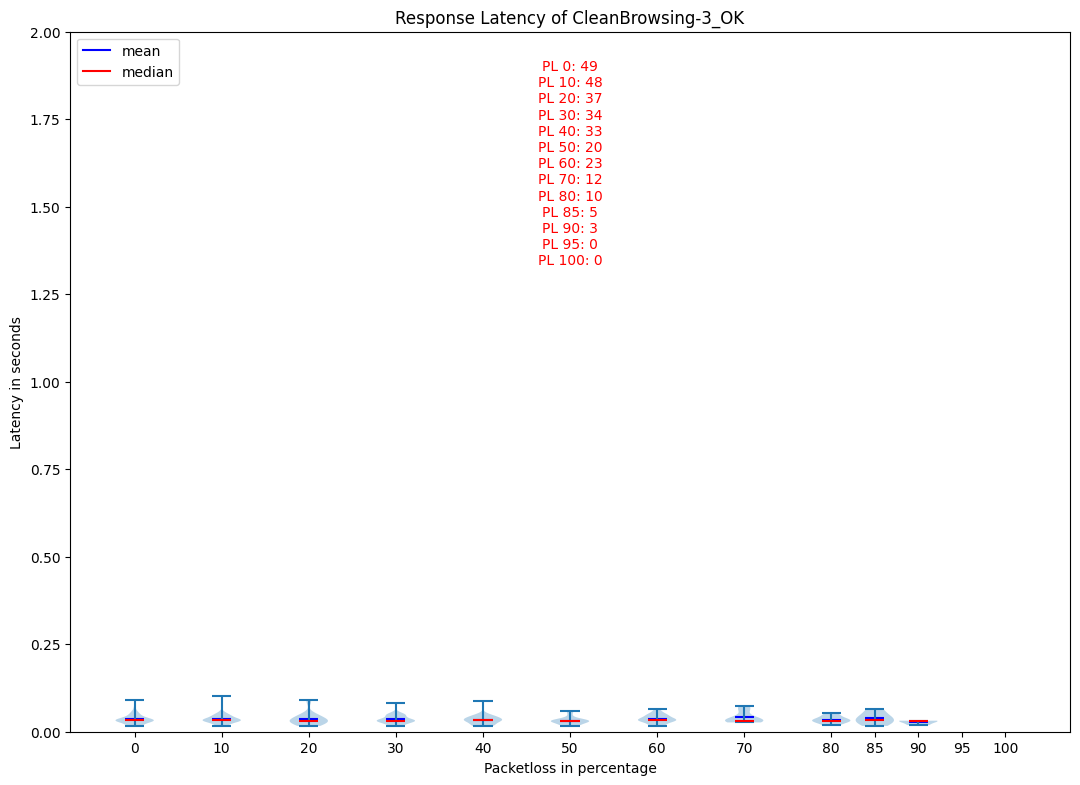 Response Latency of CleanBrowsing-3_OK
mean
median
PL 0: 49
PL 10: 48
PL 20: 37
PL 30: 34
PL 40: 33
PL 50: 20
PL 60: 23
PL 70: 12
PL 80: 10
PL 85: 5
PL 90: 3
PL 95: 0
PL 100: 0
2.00
1.75
1.50
1.25
1.00
0.75
0.50
0.25
0.00
Latency in seconds
0 10 20 30 40 50 60 70 80 85 90 95 100
Packetloss in percentage